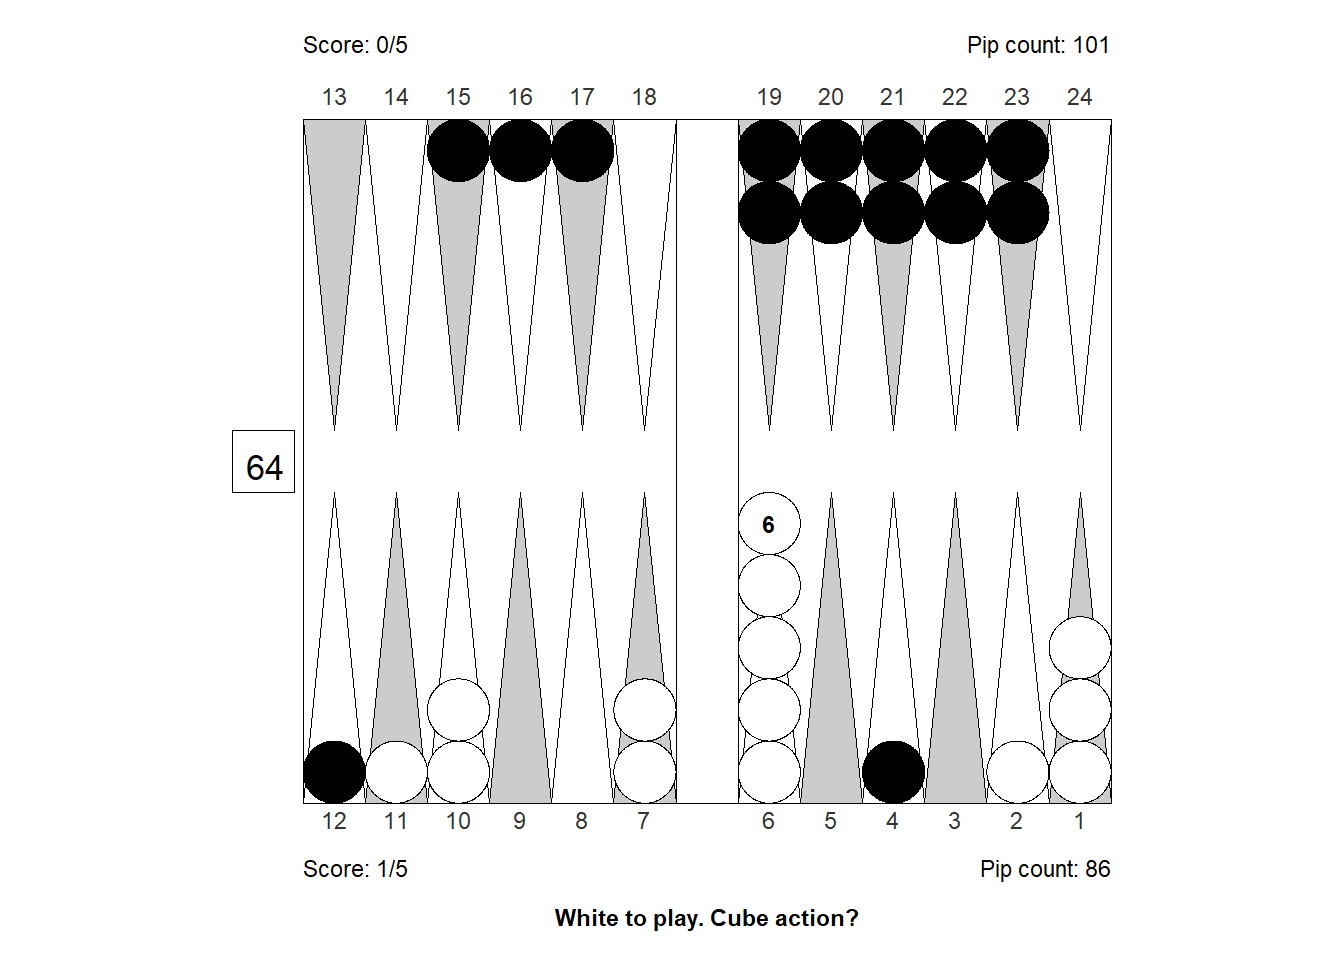 Score: 0/5 Pip count: 101
13 14 15 16 17 18 19 20 21 22 23 24
64
6
12 11 10 9 8 7 6 5 4 3 2 1
Score: 1/5 Pip count: 86
White to play. Cube action?